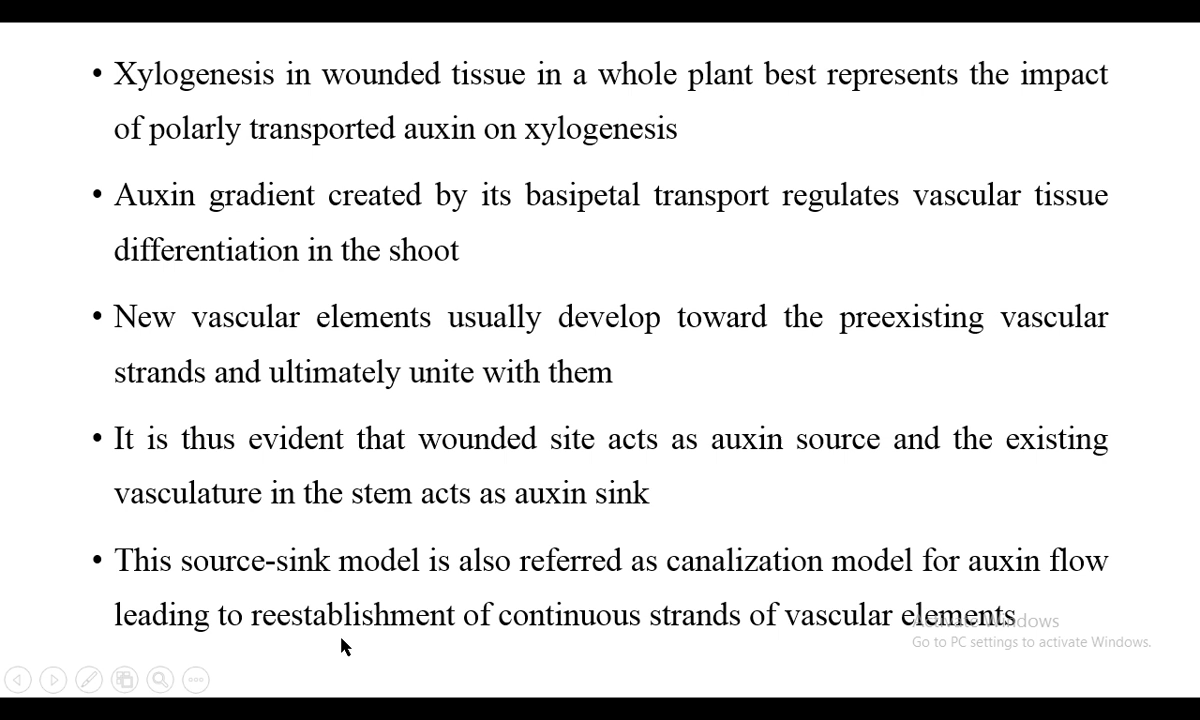 • Xylogenesis in wounded tissue in a whole plant best represents the impact
of polarly transported auxin on xylogenesis
• Auxin gradient created by its basipetal transport regulates vascular tissue
differentiation in the shoot
• New vascular elements usually develop toward the preexisting vascular
strands and ultimately unite with them
• It is thus evident that wounded site acts as auxin source and the existing
vasculature in the stem acts as auxin sink
• This source-sink model is also referred as canalization model for auxin flow
leading to reestablishment of continuous strands of vascular elements
Activate Windows
Go to PC settings to activate Windows.